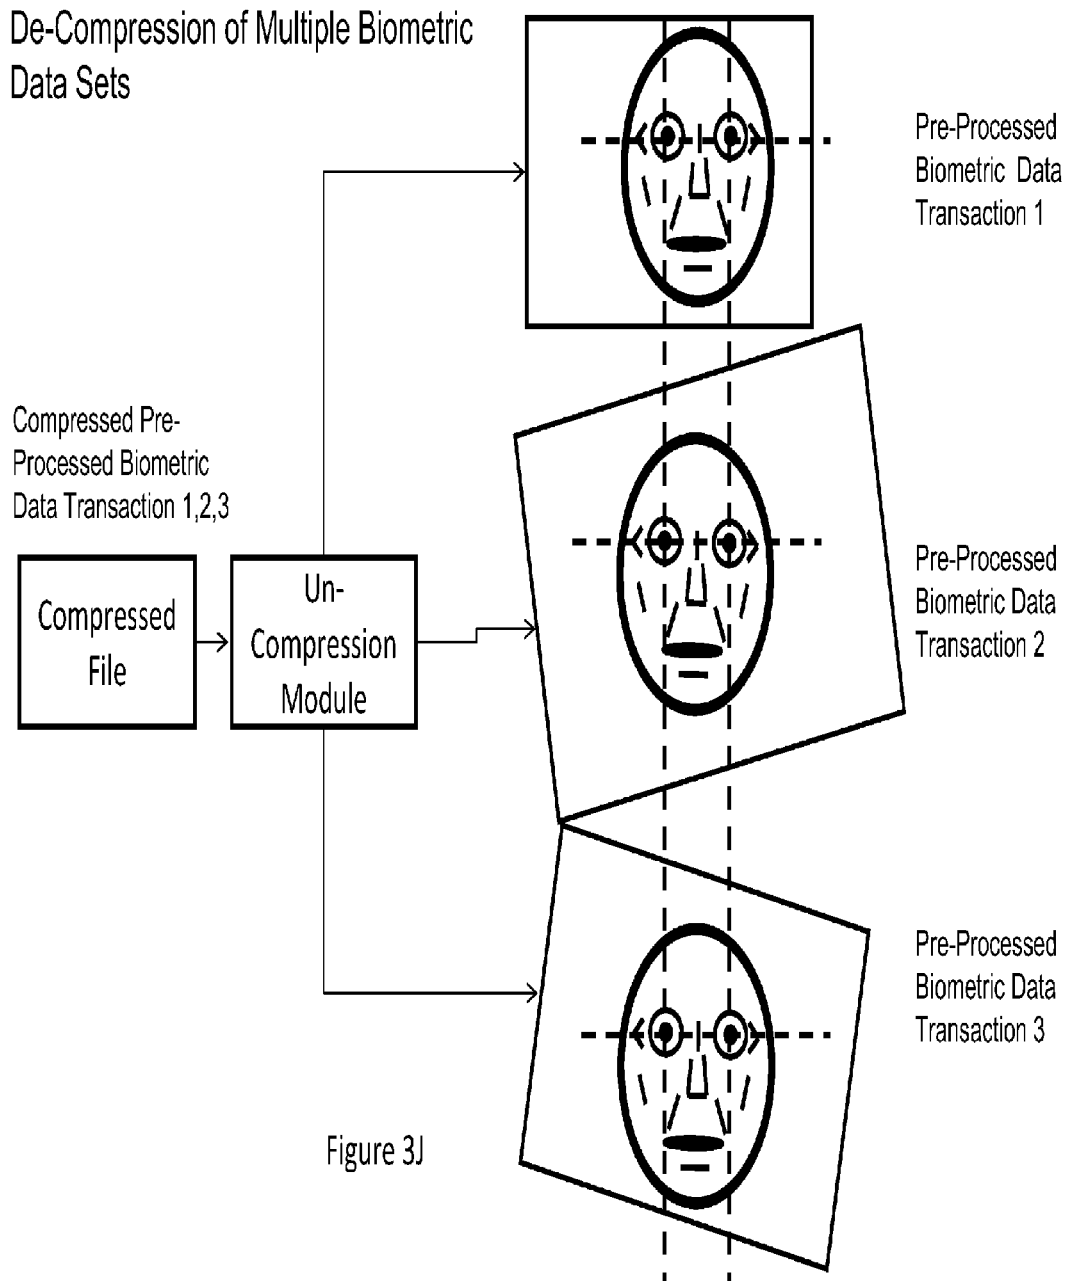 De-Compression of Multiple Biometric
Data Sets
Pre-Processed
Biometric Data
Transaction 1
Compressed Pre-
Processed Biometric
Data Transaction 1,2,3
Compressed
File
Un-
Compression
Module
Pre-Processed
Biometric Data
Transaction 2
Pre-Processed
Biometric Data
Transaction 3
Figure 3J